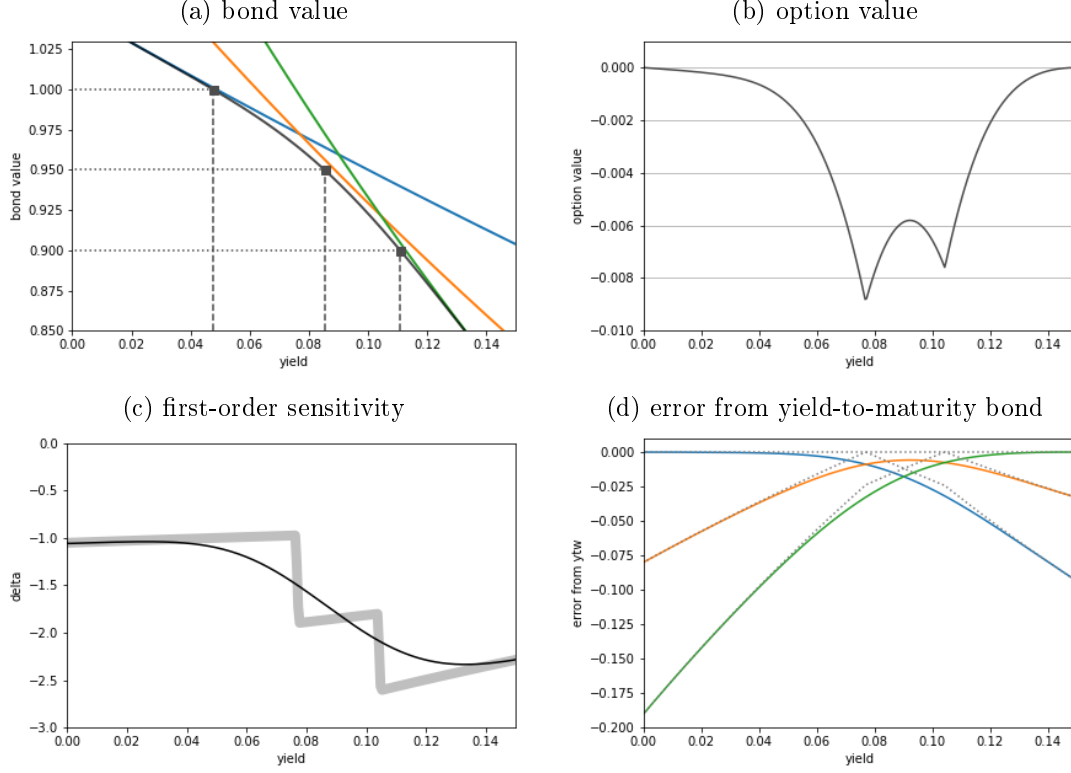 (a) bond value
1.025
1.000
0.975
0.950
0.925
0.900
0.875
0.850
bond value
0.00 0.02 0.04 0.06 0.08 0.10 0.12 0.14
yield
(b) option value
0.000
−0.002
−0.004
−0.006
−0.008
−0.010
option value
0.00 0.02 0.04 0.06 0.08 0.10 0.12 0.14
yield
(c) first-order sensitivity
0.0
−0.5
−1.0
−1.5
−2.0
−2.5
−3.0
delta
0.00 0.02 0.04 0.06 0.08 0.10 0.12 0.14
yield
(d) error from yield-to-maturity bond
0.000
−0.025
−0.050
−0.075
−0.100
−0.125
−0.150
−0.175
−0.200
error from ytw
0.00 0.02 0.04 0.06 0.08 0.10 0.12 0.14
yield